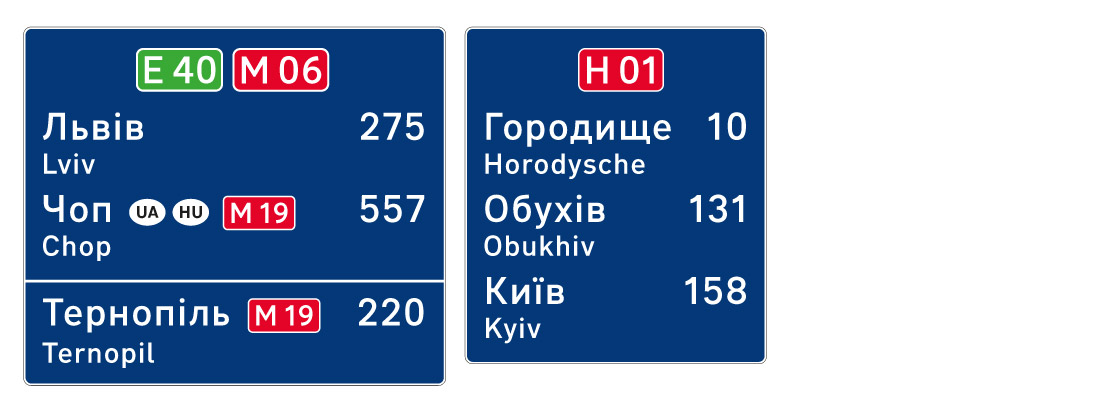 E 40 M 06
Львів 275
Lviv
Чоп UA HU M 19 557
Chop
Тернопіль M 19 220
Ternopil
H 01
Городище 10
Horodysche
Обухів 131
Obukhiv
Київ 158
Kyiv